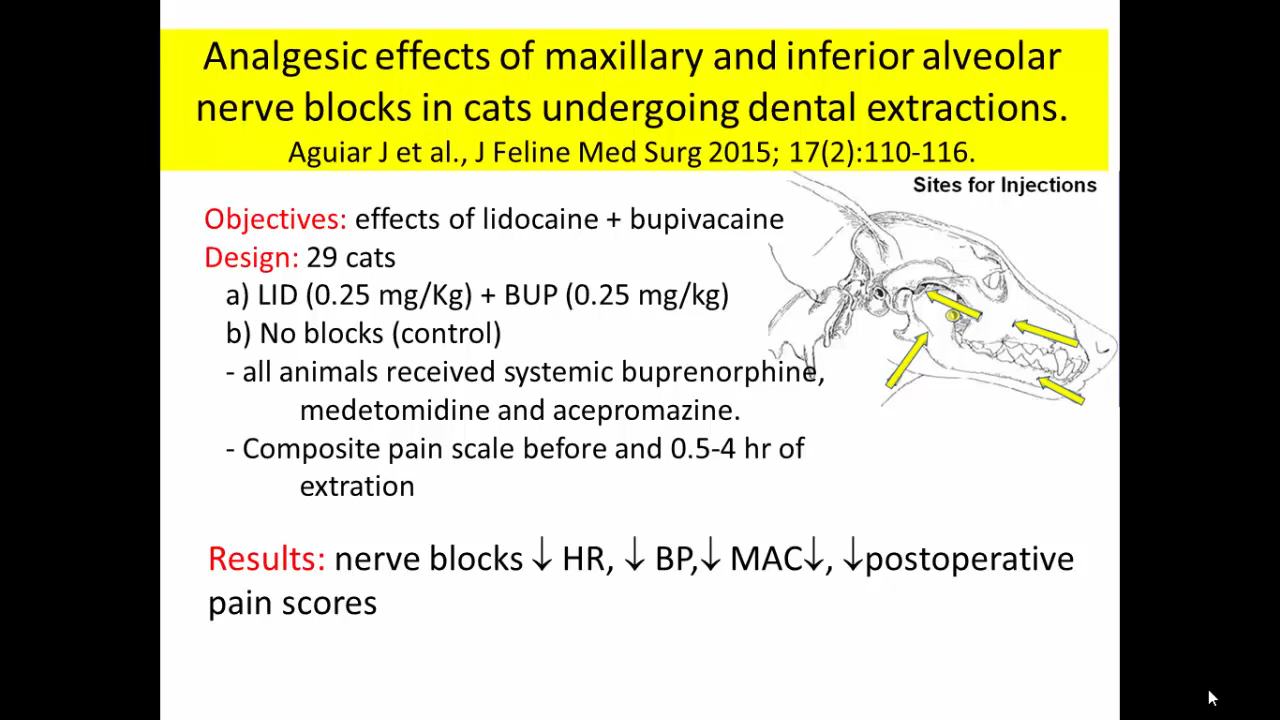 Analgesic effects of maxillary and inferior alveolar
nerve blocks in cats undergoing dental extractions.
Aguiar J et al., J Feline Med Surg 2015; 17(2):110-116.
Sites for Injections
Objectives: effects of lidocaine + bupivacaine
Design: 29 cats
a) LID (0.25 mg/Kg) + BUP (0.25 mg/kg)
b) No blocks (control)
- all animals received systemic buprenorphine,
medetomidine and acepromazine.
- Composite pain scale before and 0.5-4 hr of
extration
Results: nerve blocks ↓ HR, ↓ BP,↓ MAC↓, ↓postoperative
pain scores